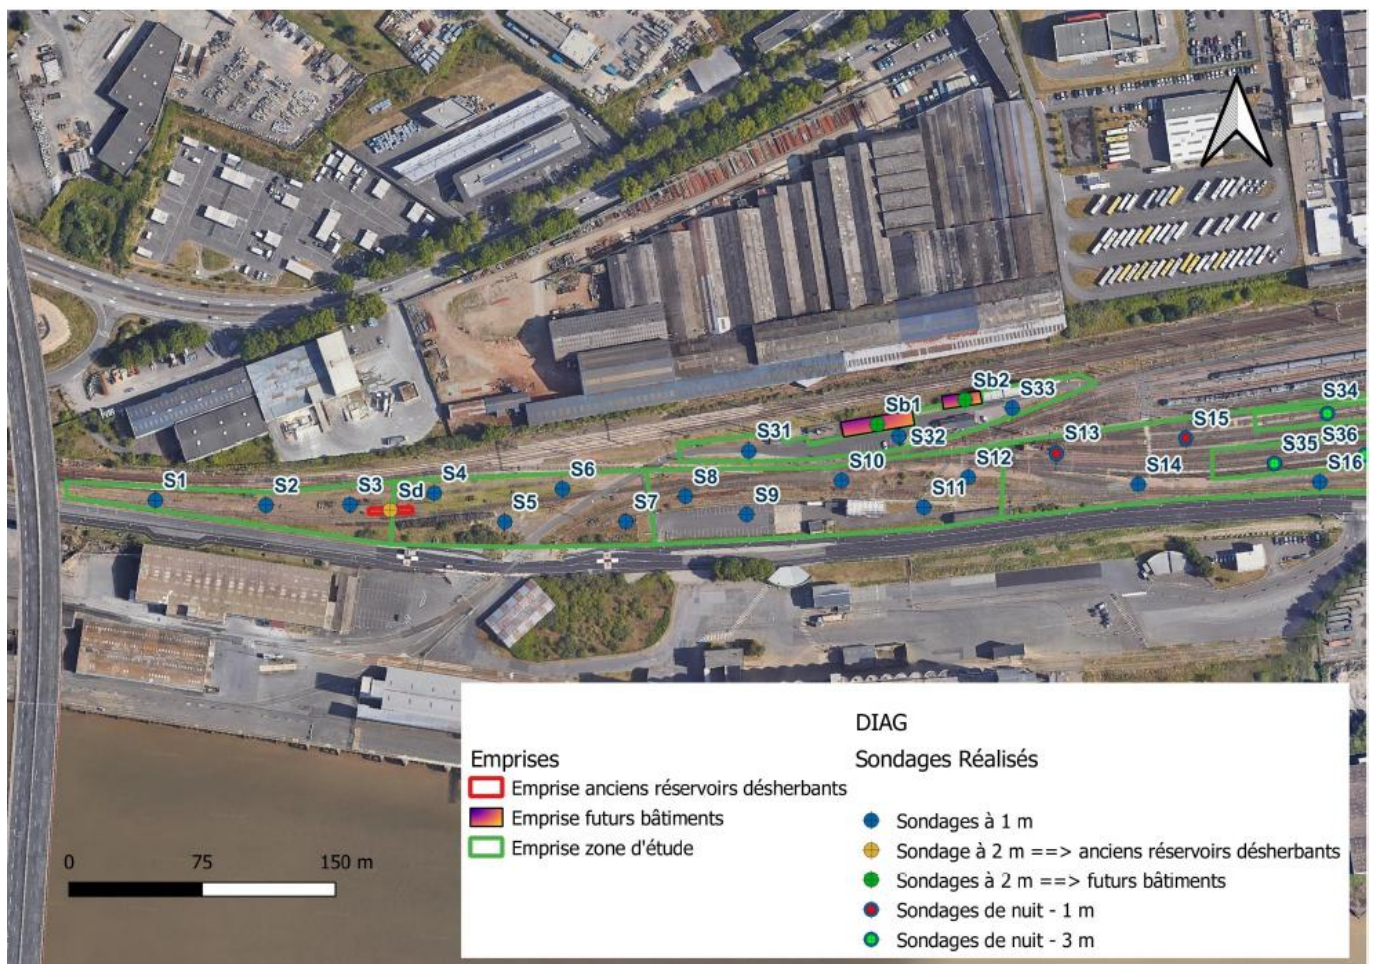 Sb2
Sb1
S33
S34
S32
S31
S15
S13
S35
S36
S10
S12
S14
S16
S6
S4
S8
S1
S2
S3
Sd
S5
S7
S9
S11
DIAG
Emprises
Sondages Réalisés
Emprise anciens réservoirs désherbants
Emprise futurs bâtiments
Sondages à 1 m
Emprise zone d'étude
Sondage à 2 m ==> anciens réservoirs désherbants
0 75 150 m
Sondages à 2 m ==> futurs bâtiments
Sondages de nuit - 1 m
Sondages de nuit - 3 m